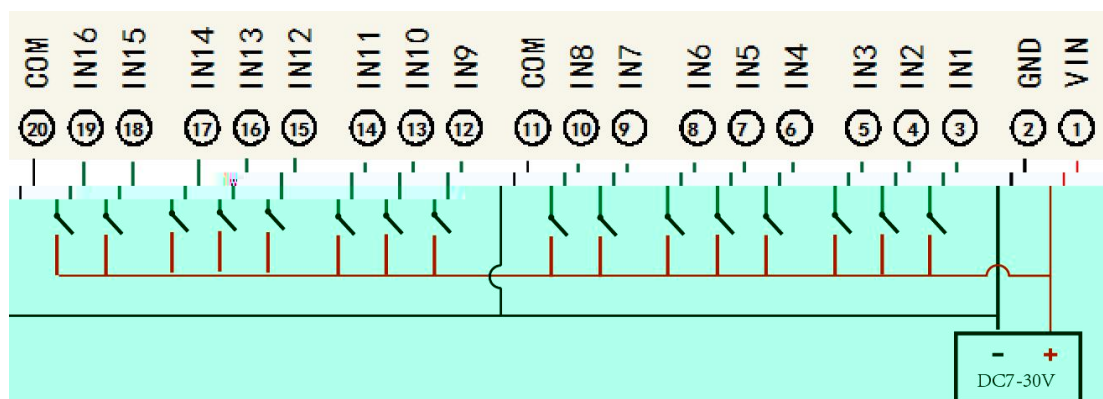 COM IN16 IN15 IN14 IN13 IN12 IN11 IN10 IN9 COM IN8 IN7 IN6 IN5 IN4 IN3 IN2 IN1 GND VIN
20 19 18 17 16 15 14 13 12 11 10 9 8 7 6 5 4 3 2 1
- +
DC7-30V